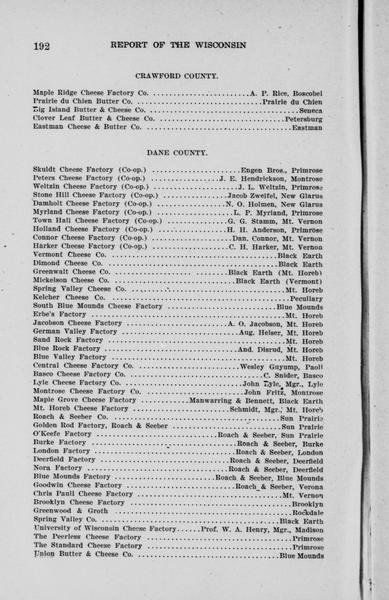 192 REPORT OF THE WISCONSIN
CRAWFORD COUNTY.
Maple Ridge Cheese Factory Co. ........................A. P. Rice, Boscobel
Prairie du Chien Butter Co. ..............................Prairie du Chien
Big Island Butter & Cheese Co. ..................................Seneca
Clover Leaf Butter & Cheese Co. ..............................Petersburg
Eastman Cheese & Butter Co. ..................................Eastman
DANE COUNTY.
Skuldt Cheese Factory (Co-op.) ........................Engen Bros., Primrose
Peters Cheese Factory (Co-op.) ..................J. E. Hendrickson, Montrose
Weltzin Cheese Factory (Co-op.) ......................J. L. Weltzin, Primrose
Stone Hill Cheese Factory (Co-op.) ................Jacob Zweifel, New Glarus
Damholt Cheese Factory (Co-op.) ..................N. O. Holmen, New Glarus
Myrland Cheese Factory (Co-op.) ......................L. P. Myrland, Primrose
Town Hall Cheese Factory (Co-op.) ..................G. G. Stamm, Mt. Vernon
Holland Cheese Factory (Co-op.) ....................H. H. Anderson, Primrose
Connor Cheese Factory (Co-op.) ....................Dan. Connor, Mt. Vernon
Harker Cheese Factory (Co-op.) ....................C. H. Harker, Mt. Vernon
Vermont Cheese Co. ........................................Black Earth
Dimond Cheese Co. ........................................Black Earth
Greenwalt Cheese Co. ............................Black Earth (Mt. Horeb)
Mickelson Cheese Co. ..............................Black Earth (Vermont)
Spring Valley Cheese Co. ......................................Mt. Horeb
Kelcher Cheese Co. ..........................................Peculiary
South Blue Mounds Cheese Factory ..........................Blue Mounds
Erbe's Factory ................................................Mt. Horeb
Jacobson Cheese Factory ..........................A. O. Jacobson, Mt. Horeb
German Valley Factory ..............................Aug. Helser, Mt. Horeb
Sand Rock Factory ..........................................Mt. Horeb
Blue Rock Factory ..................................And. Disrud, Mt. Horeb
Blue Valley Factory ..........................................Mt. Horeb
Central Cheese Factory Co. ..........................Wesley Guyump, Paoli
Basco Cheese Factory Co. ................................C. Snider, Basco
Lyle Cheese Factory Co. ..............................John Lyle, Mgr., Lyle
Montrose Cheese Factory Co. ..........................John Fritz, Montrose
Maple Grove Cheese Factory ............Manwarring & Bennett, Black Earth
Mt. Horeb Cheese Factory ..........................Schmidt, Mgr., Mt. Horeb
Roach & Seeber Co. ........................................Sun Prairie
Golden Rod Factory, Roach & Seeber ..........................Sun Prairie
O'Keefe Factory ..............................Roach & Seeber, Sun Prairie
Burke Factory ..................................Roach & Seeber, Burke
London Factory ................................Roach & Seeber, London
Deerfield Factory ..............................Roach & Seeber, Deerfield
Nora Factory ..................................Roach & Seeber, Deerfield
Blue Mounds Factory ..........................Roach & Seeber, Blue Mounds
Goodwin Cheese Factory ..........................Roach & Seeber, Verona
Chris Pauli Cheese Factory ..................................Mt. Vernon
Brooklyn Cheese Factory ......................................Brooklyn
Greenwood & Groth ..........................................Rockdale
Spring Valley Co. ..........................................Black Earth
University of Wisconsin Cheese Factory......Prof. W. A. Henry, Mgr., Madison
The Peerless Cheese Factory ..................................Primrose
The Standard Cheese Factory ..................................Primrose
Union Butter & Cheese Co. ..................................Blue Mounds